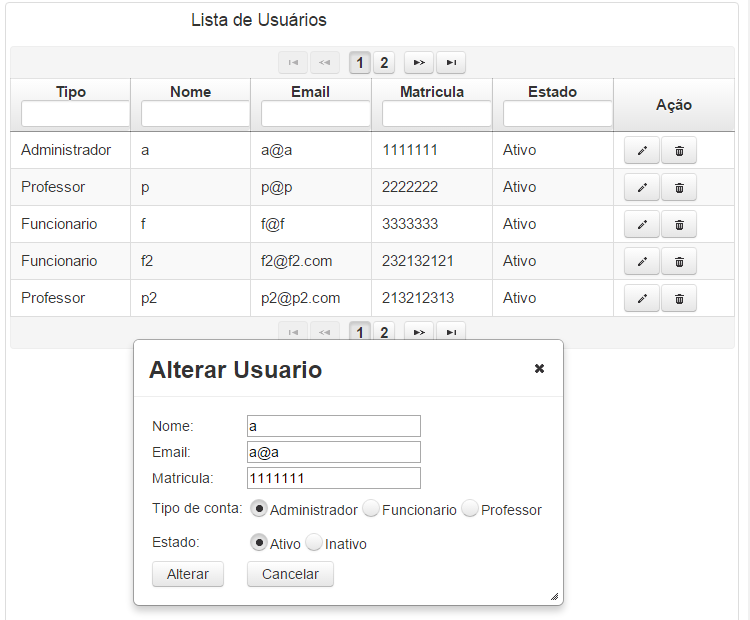 Lista de Usuários
1 2
Tipo Nome Email Matricula Estado Ação
Administrador a a@a 1111111 Ativo
Professor p p@p 2222222 Ativo
Funcionario f f@f 3333333 Ativo
Funcionario f2 f2@f2.com 232132121 Ativo
Professor p2 p2@p2.com 213212313 Ativo
1 2
Alterar Usuario
Nome: a
Email: a@a
Matricula: 1111111
Tipo de conta: Administrador Funcionario Professor
Estado: Ativo Inativo
Alterar Cancelar